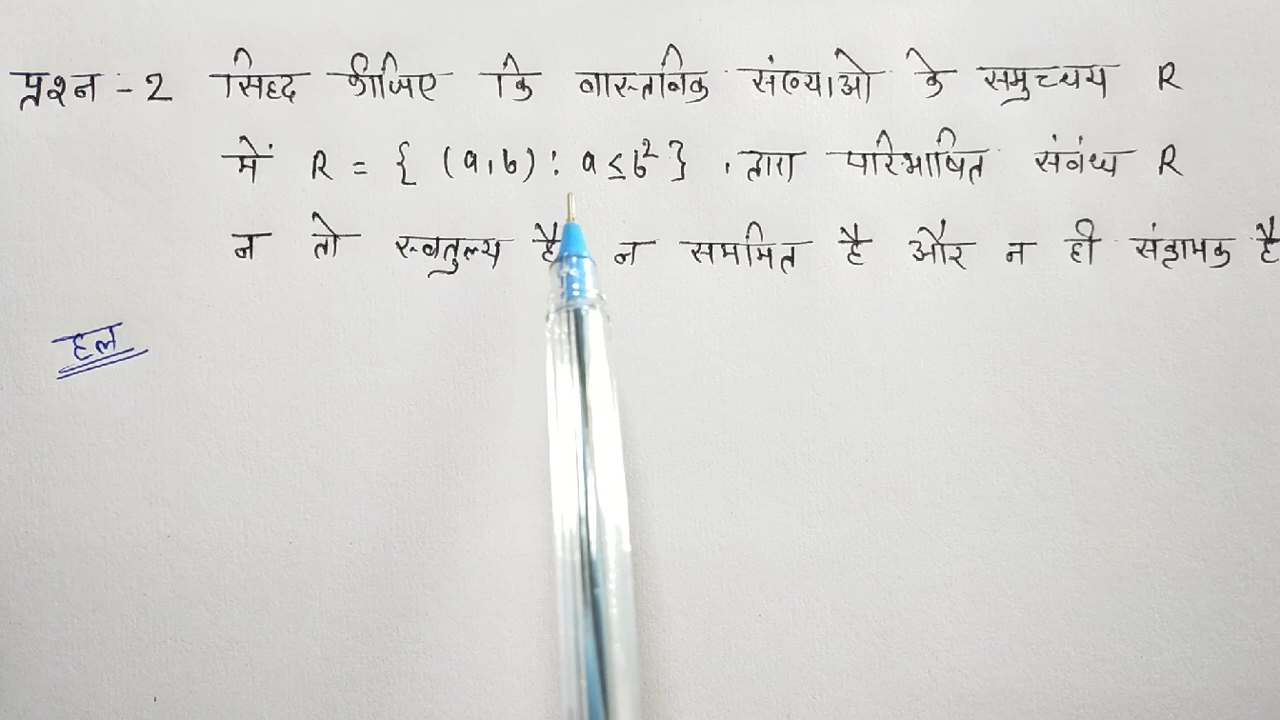 प्रश्न - 2 सिद्ध कीजिए कि वास्तविक संख्याओ के समुच्चय R
में R = { (a, b) : a ≤ b² } , द्वारा परिभाषित संबंध R
न तो स्वतुल्य है न सममित है और न ही संक्रामक है
हल